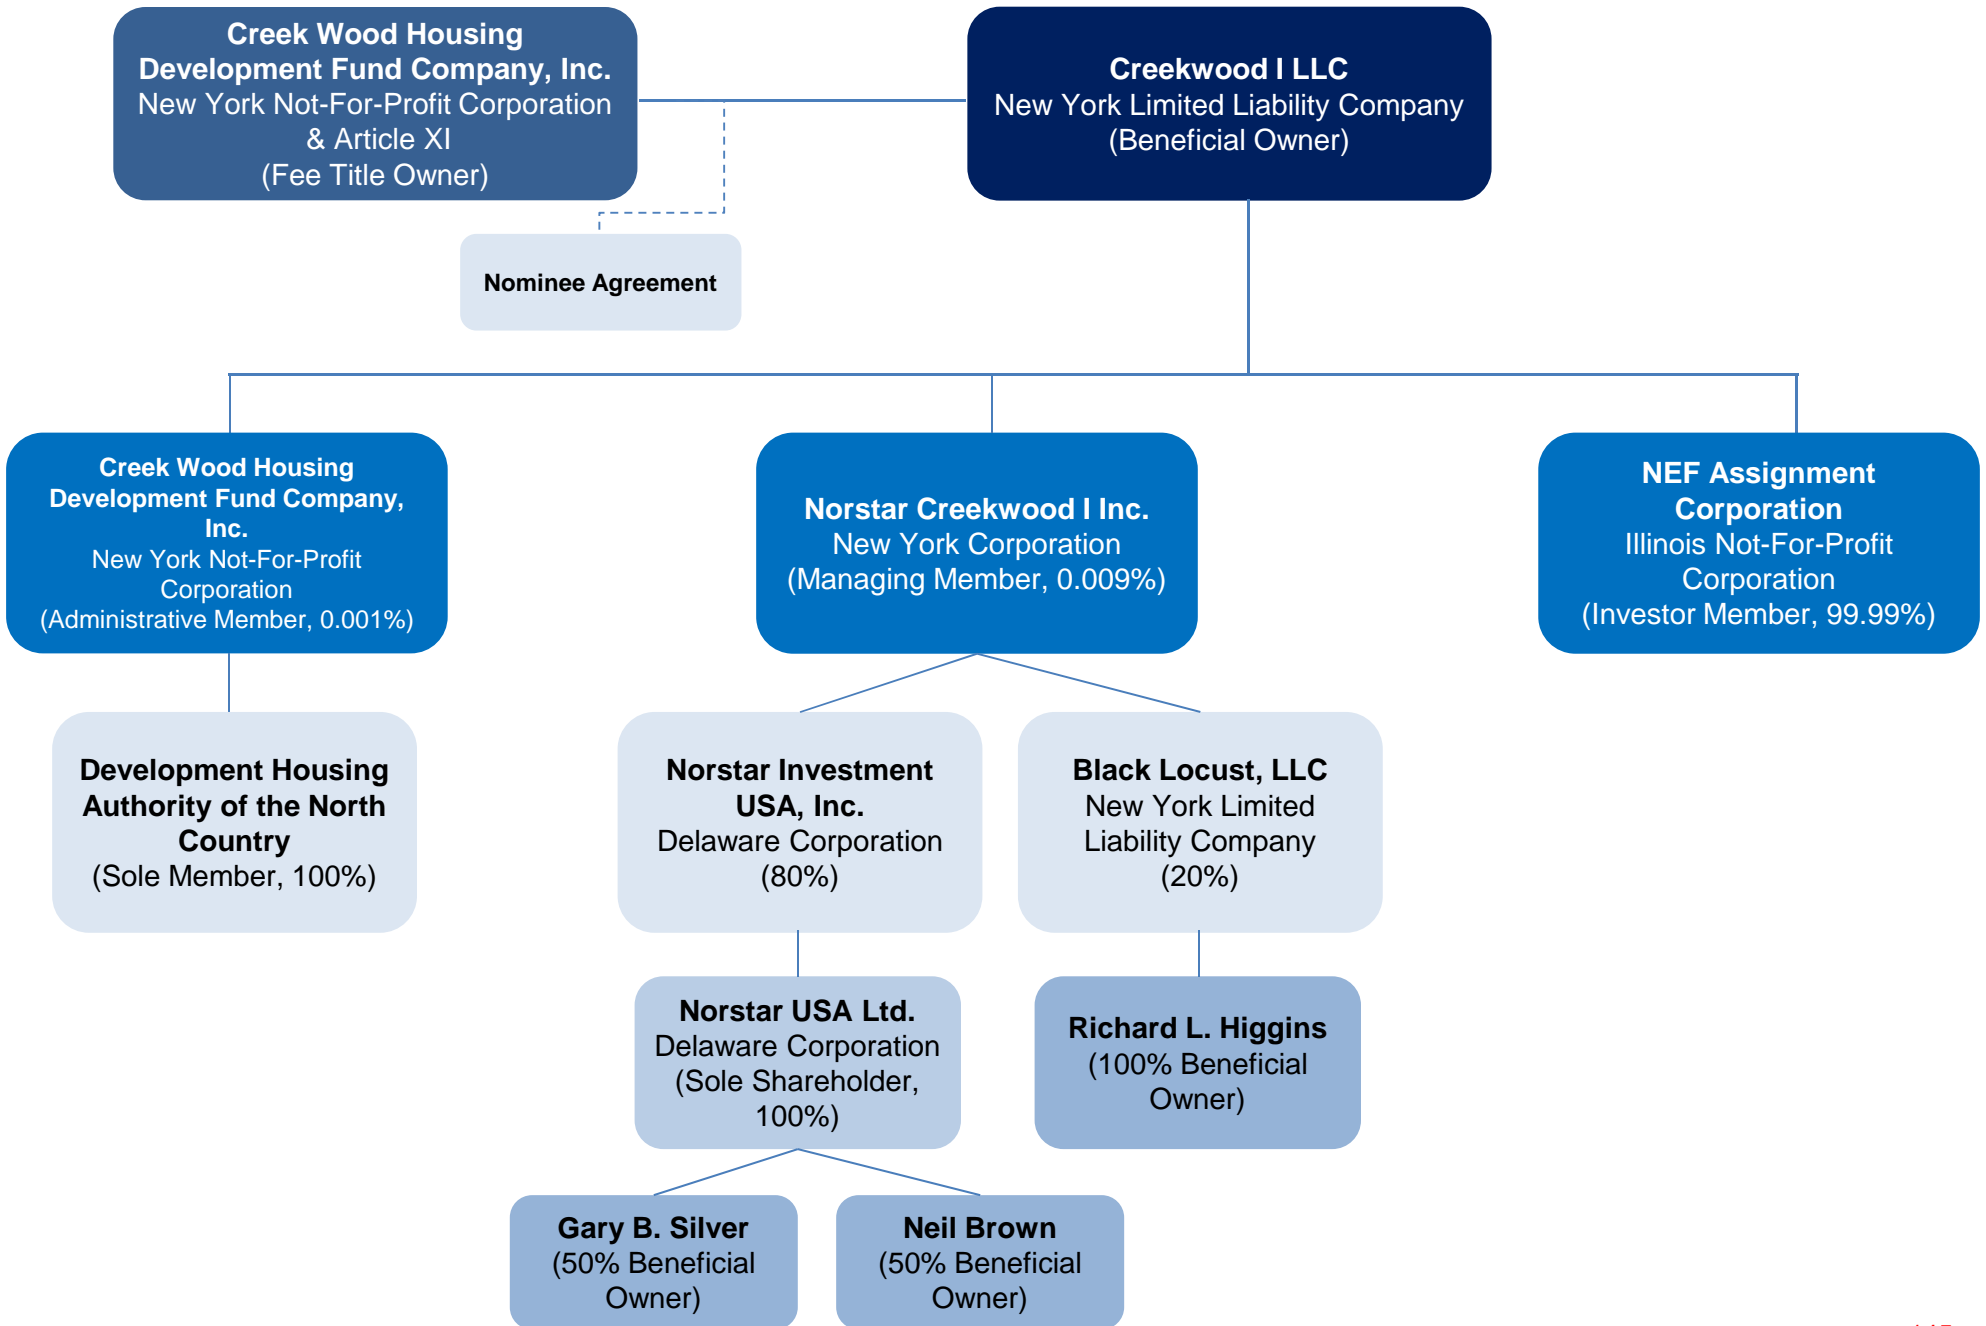 Creek Wood Housing
Development Fund Company, Inc.
New York Not-For-Profit Corporation
& Article XI
(Fee Title Owner)
Creekwood I LLC
New York Limited Liability Company
(Beneficial Owner)
Nominee Agreement
Creek Wood Housing
Development Fund Company,
Inc.
New York Not-For-Profit
Corporation
(Administrative Member, 0.001%)
Norstar Creekwood I Inc.
New York Corporation
(Managing Member, 0.009%)
NEF Assignment
Corporation
Illinois Not-For-Profit
Corporation
(Investor Member, 99.99%)
Development Housing
Authority of the North
Country
(Sole Member, 100%)
Norstar Investment
USA, Inc.
Delaware Corporation
(80%)
Black Locust, LLC
New York Limited
Liability Company
(20%)
Norstar USA Ltd.
Delaware Corporation
(Sole Shareholder,
100%)
Richard L. Higgins
(100% Beneficial
Owner)
Gary B. Silver
(50% Beneficial
Owner)
Neil Brown
(50% Beneficial
Owner)